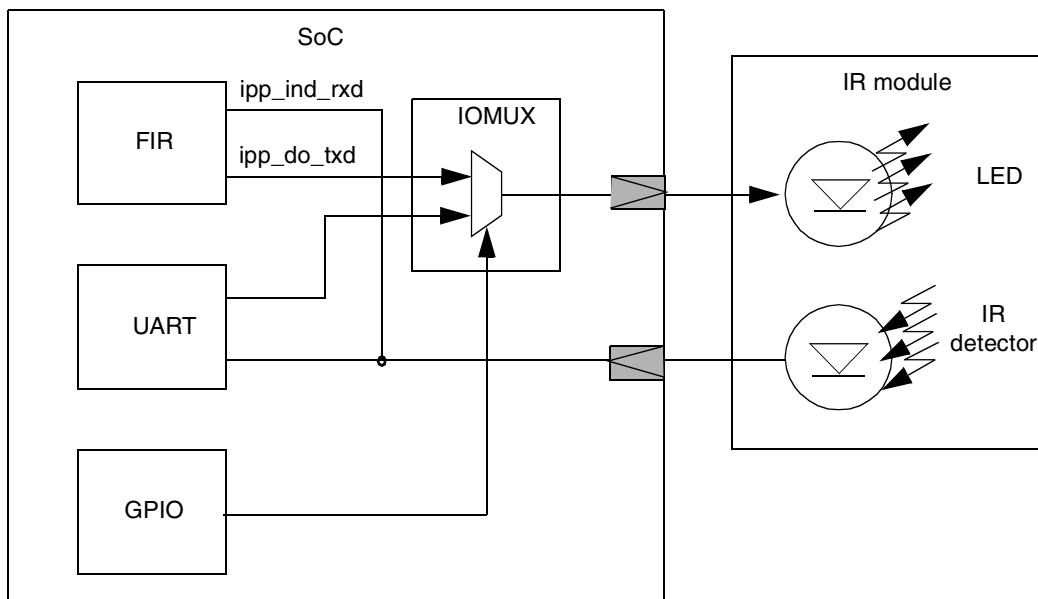 SoC
ipp_ind_rxd
FIR
ipp_do_txd
IOMUX
UART
GPIO
IR module
LED
IR
detector